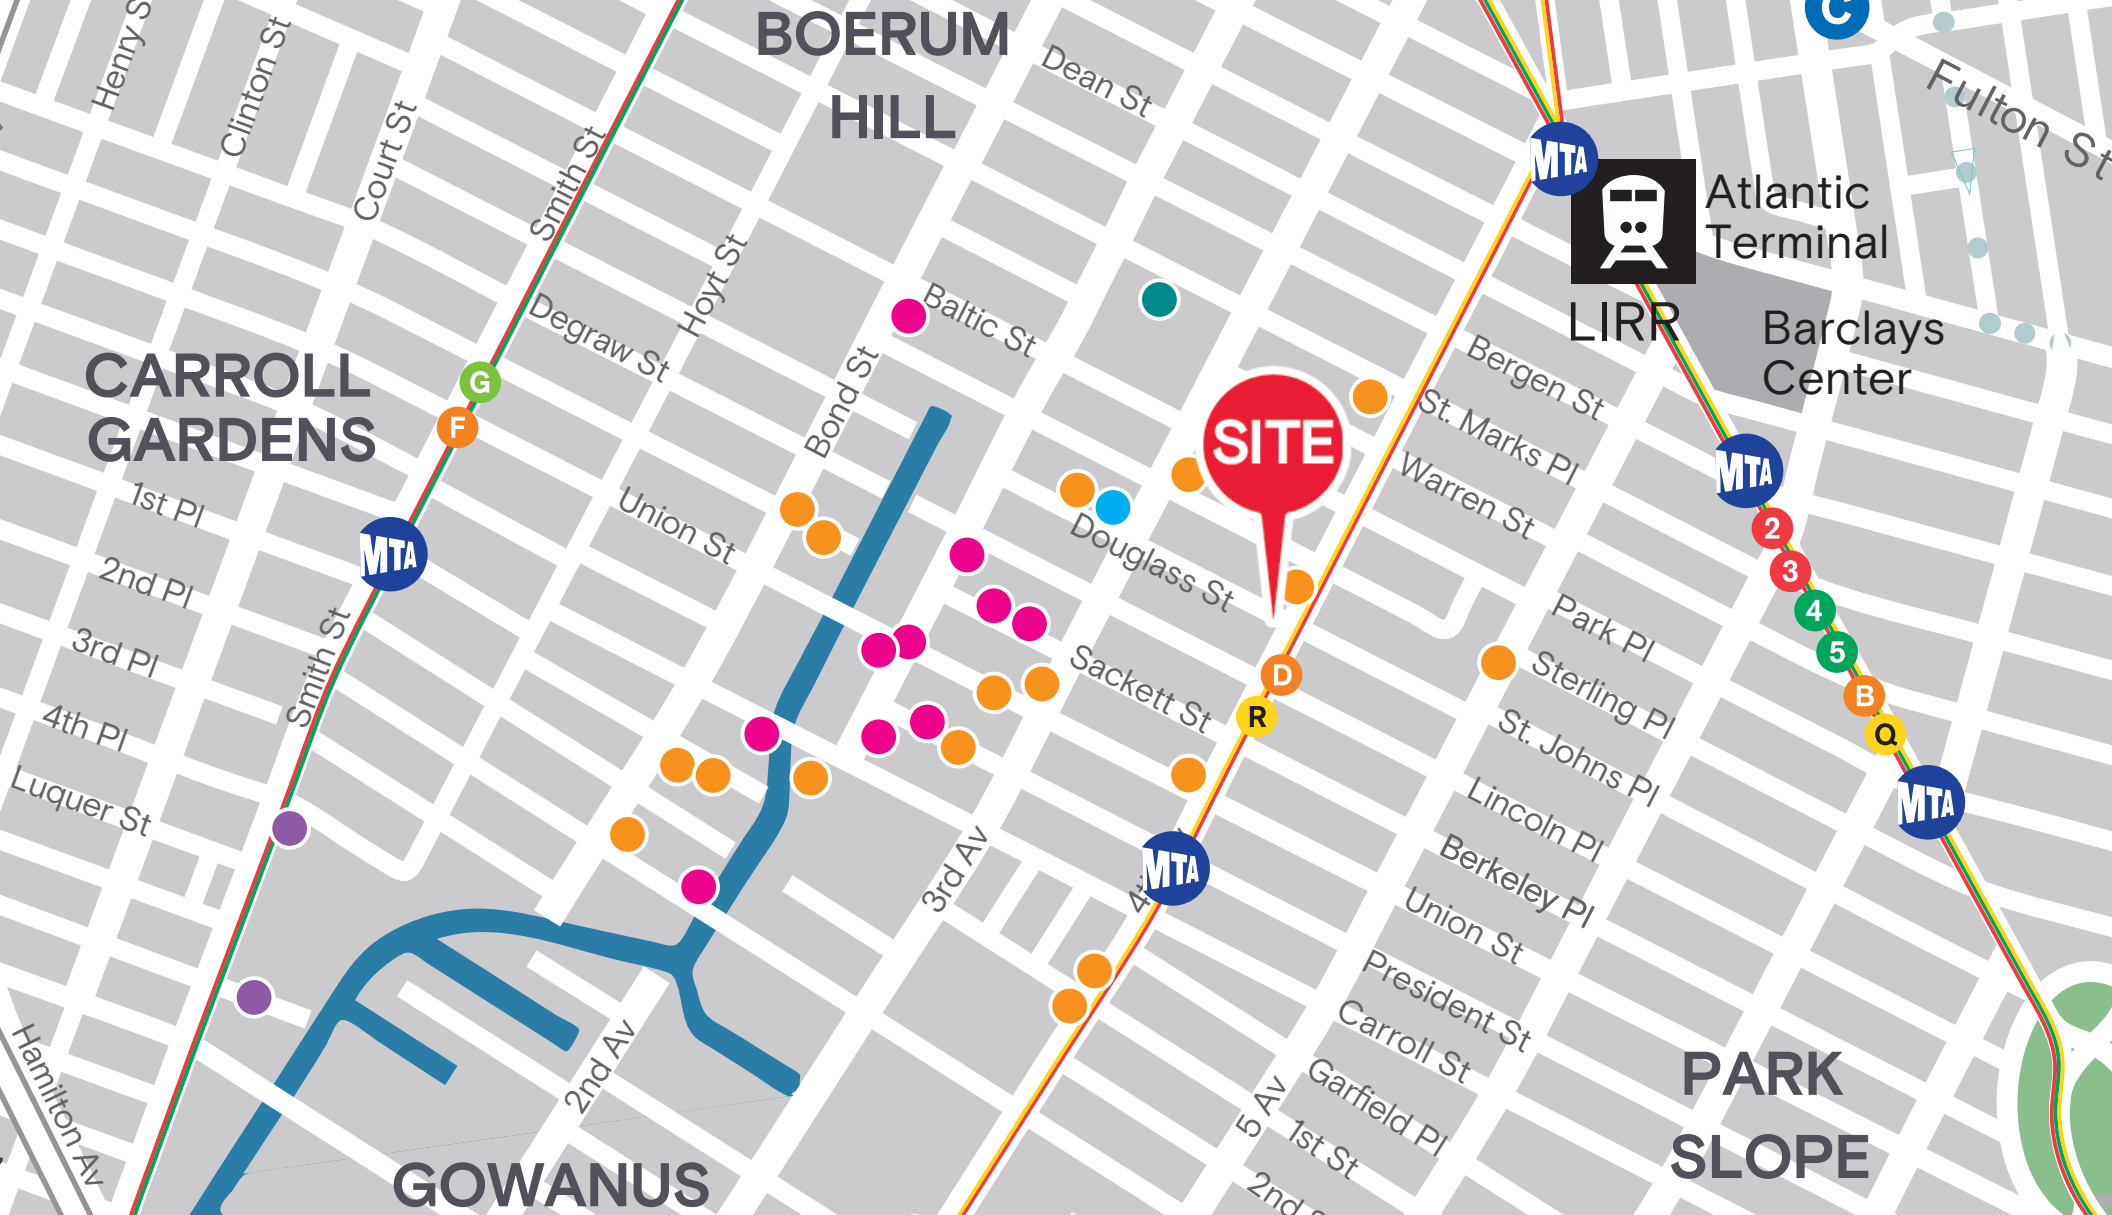 BOERUM
HILL
C
Henry S
Clinton St
Court St
Smith St
Dean St
Fulton St
MTA
Atlantic
Terminal
LIRR
Barclays
Center
Hoyt St
Degraw St
Baltic St
Bond St
Bergen St
St. Marks Pl
Warren St
CARROLL
GARDENS
G
F
MTA
SITE
MTA
2
3
4
5
B
Q
MTA
1st Pl
2nd Pl
3rd Pl
4th Pl
Luquer St
Smith St
Union St
Douglass St
Sackett St
D
R
MTA
Park Pl
Sterling Pl
St. Johns Pl
Lincoln Pl
Berkeley Pl
Union St
President St
Carroll St
Garfield Pl
1st St
2nd S
3rd Av
5 Av
2nd Av
Hamilton Av
GOWANUS
PARK
SLOPE